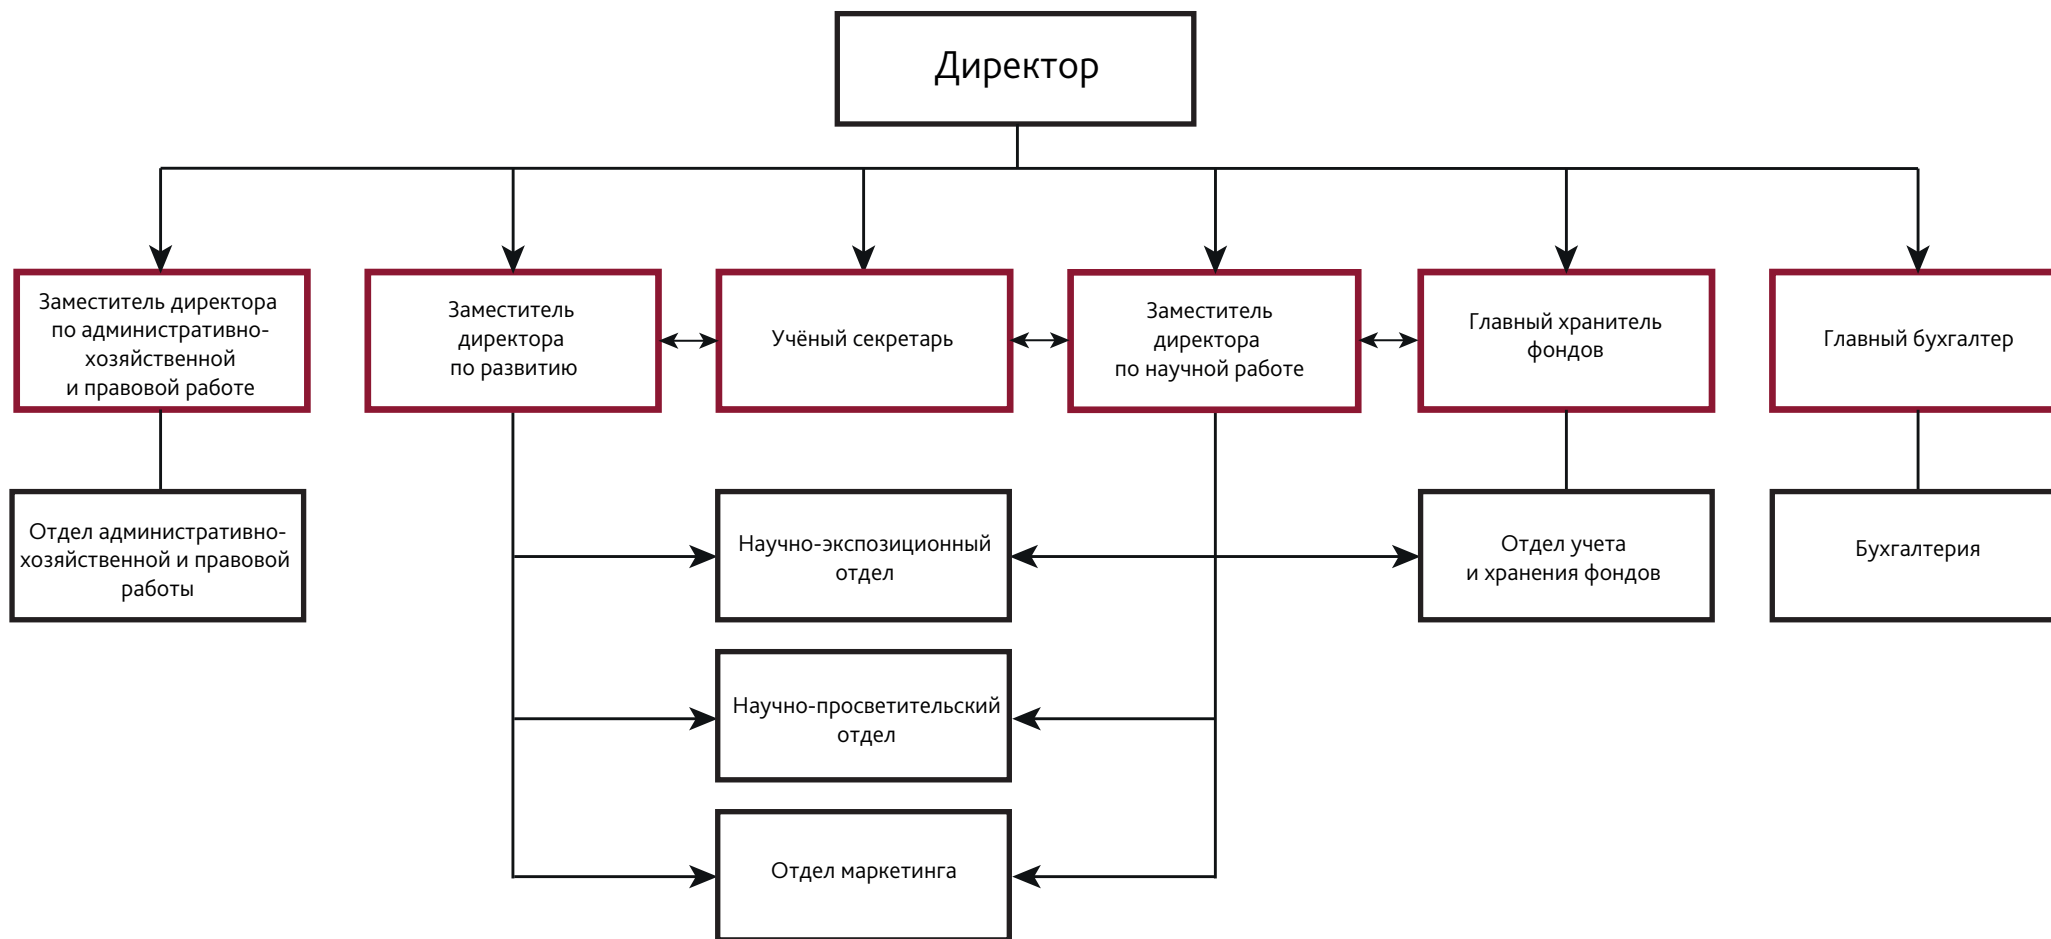 Директор
Заместитель директора
по административно-
хозяйственной
и правовой работе
Заместитель
директора
по развитию
Учёный секретарь
Заместитель
директора
по научной работе
Главный хранитель
фондов
Главный бухгалтер
Отдел административно-
хозяйственной и правовой
работы
Научно-экспозиционный
отдел
Отдел учета
и хранения фондов
Бухгалтерия
Научно-просветительский
отдел
Отдел маркетинга